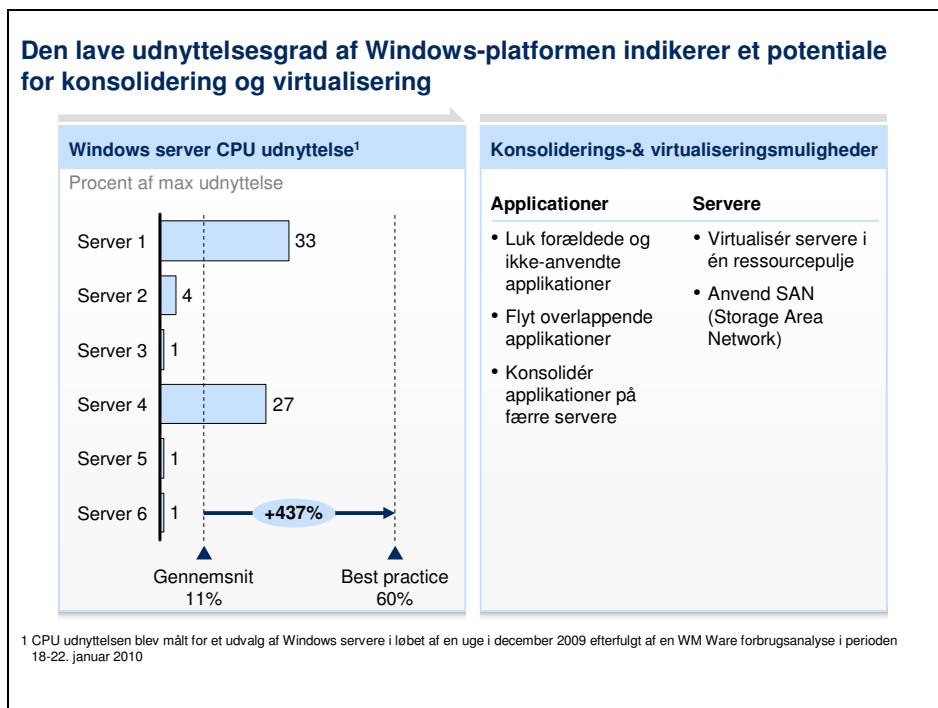 Den lave udnyttelsesgrad af Windows-platformen indikerer et potentiale
for konsolidering og virtualisering
Windows server CPU udnyttelse¹
Procent af max udnyttelse
Server 1 33
Server 2 4
Server 3 1
Server 4 27
Server 5 1
Server 6 1
+437%
Gennemsnit
11%
Best practice
60%
Konsoliderings-& virtualiseringsmuligheder
Applicationer
• Luk forældede og
ikke-anvendte
applikationer
• Flyt overlappende
applikationer
• Konsolidér
applikationer på
færre servere
Servere
• Virtualisér servere i
én ressourcepulje
• Anvend SAN
(Storage Area
Network)
1 CPU udnyttelsen blev målt for et udvalg af Windows servere i løbet af en uge i december 2009 efterfulgt af en WM Ware forbrugsanalyse i perioden
18-22. januar 2010